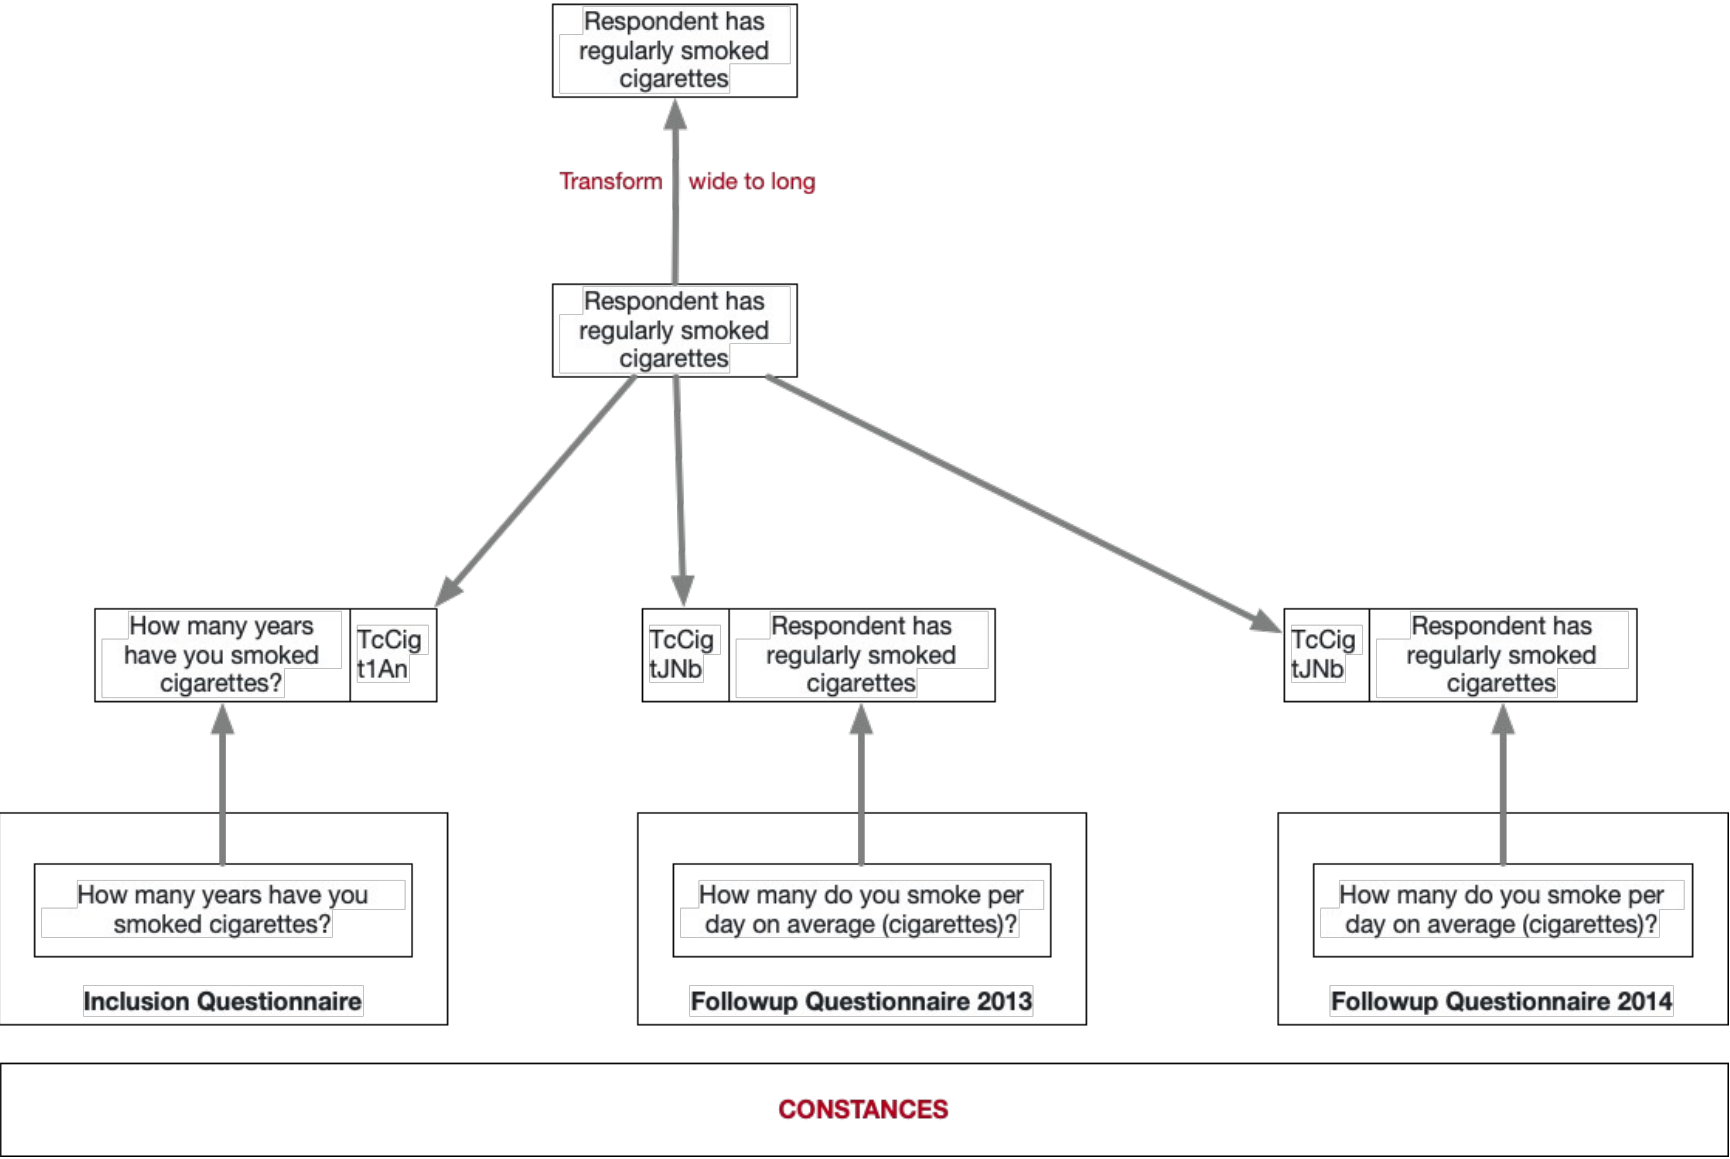 Respondent has
regularly smoked
cigarettes
Transform wide to long
Respondent has
regularly smoked
cigarettes
How many years
have you smoked
cigarettes?
TcCig
t1An
TcCig
tJNb
Respondent has
regularly smoked
cigarettes
TcCig
tJNb
Respondent has
regularly smoked
cigarettes
How many years have you
smoked cigarettes?
Inclusion Questionnaire
How many do you smoke per
day on average (cigarettes)?
Followup Questionnaire 2013
How many do you smoke per
day on average (cigarettes)?
Followup Questionnaire 2014
CONSTANCES